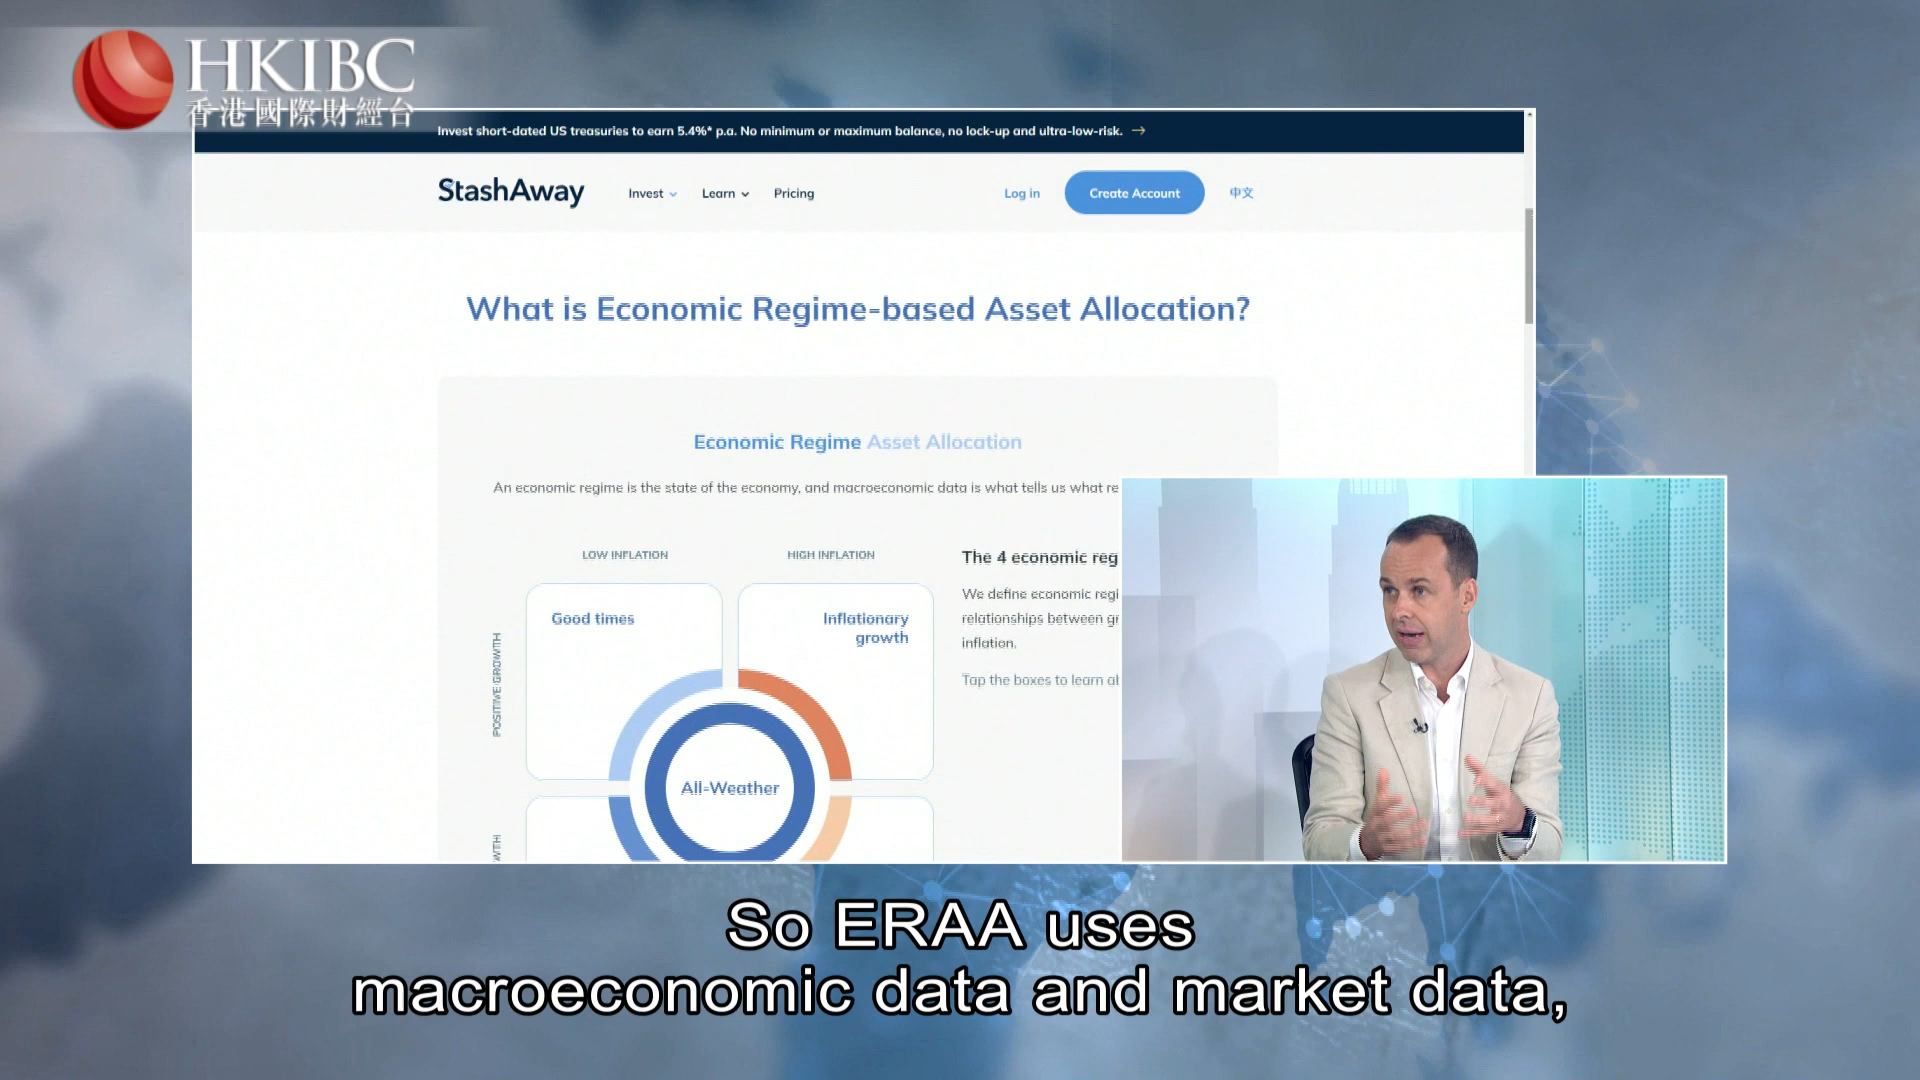 HKIBC
香港國際財經台
Invest short-dated US treasuries to earn 5.4%* p.a. No minimum or maximum balance, no lock-up and ultra-low-risk. →
StashAway
Invest
Learn
Pricing
Log in
Create Account
中文
What is Economic Regime-based Asset Allocation?
Economic Regime Asset Allocation
An economic regime is the state of the economy, and macroeconomic data is what tells us what re
LOW INFLATION
HIGH INFLATION
POSITIVE GROWTH
Good times
Inflationary
growth
All-Weather
The 4 economic reg
We define economic regi
relationships between gr
inflation.
Tap the boxes to learn a
So ERAA uses
macroeconomic data and market data,